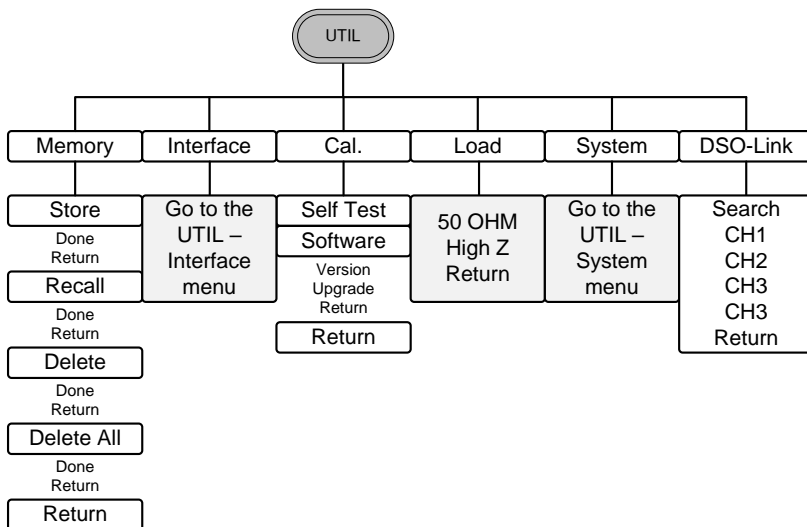 UTIL
Memory
Interface
Cal.
Load
System
DSO-Link
Store
Done
Return
Recall
Done
Return
Delete
Done
Return
Delete All
Done
Return
Return
Go to the
UTIL –
Interface
menu
Self Test
Software
Version
Upgrade
Return
Return
50 OHM
High Z
Return
Go to the
UTIL –
System
menu
Search
CH1
CH2
CH3
CH3
Return